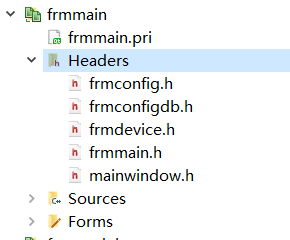 frmmain
frmmain.pri
Headers
frmconfig.h
frmconfigdb.h
frmdevice.h
frmmain.h
mainwindow.h
Sources
Forms